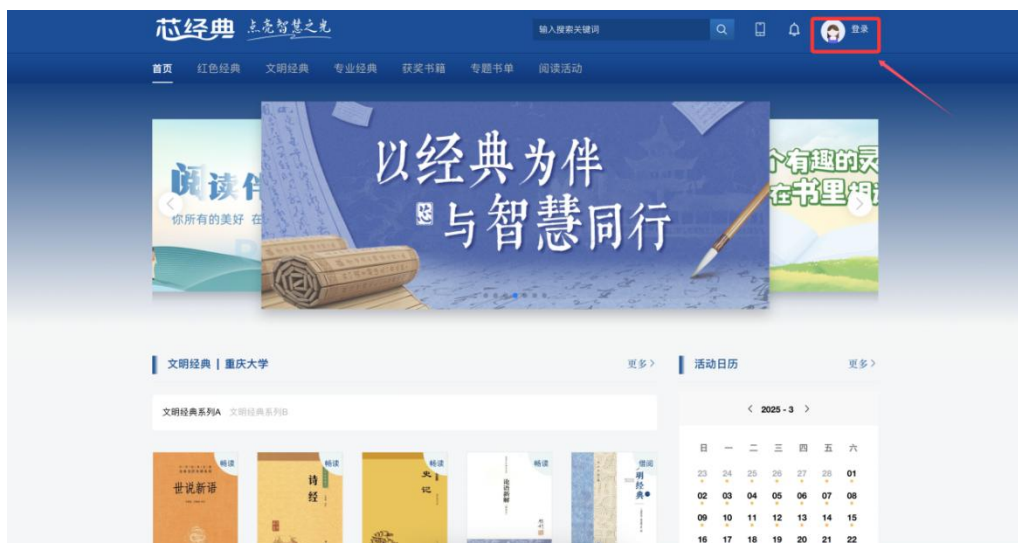 芯经典 点亮智慧之光 输入搜索关键词 登录
首页 红色经典 文明经典 专业经典 获奖书籍 专题书单 阅读活动
阅读伴
你所有的美好 在
以经典为伴
与智慧同行
个有趣的灵
在书里相
文明经典 | 重庆大学 更多 >
活动日历 更多 >
文明经典系列A 文明经典系列B
< 2025 - 3 >
日 一 二 三 四 五 六
23 24 25 26 27 28 01
02 03 04 05 06 07 08
09 10 11 12 13 14 15
16 17 18 19 20 21 22
畅读 畅读 畅读 畅读 借阅
世说新语
诗经
史记
论语新解
明经典